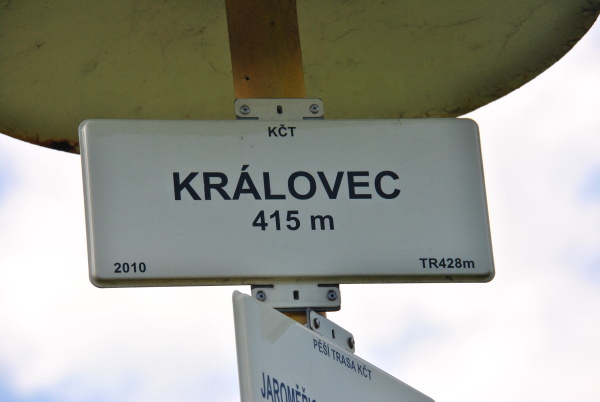 KČT
KRÁLOVEC
415 m
2010 TR428m
PĚŠÍ TRASA KČT